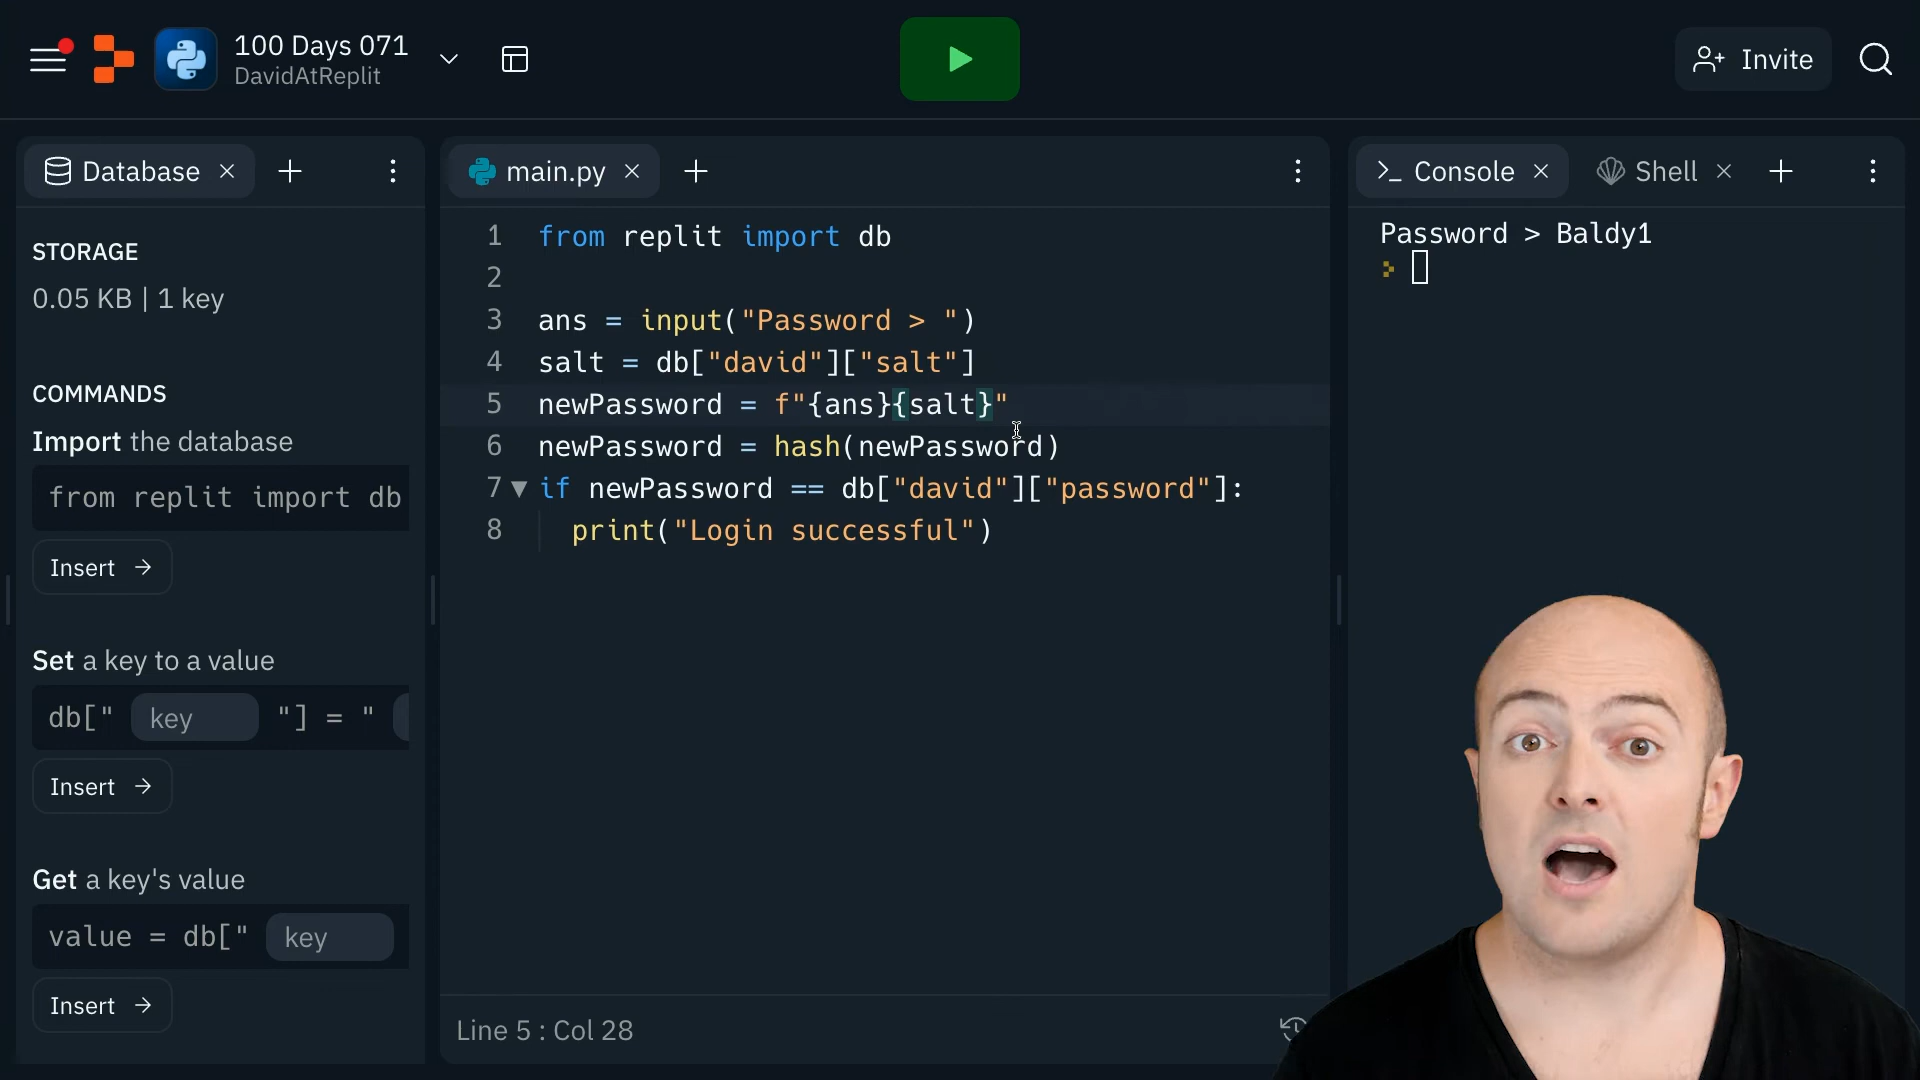 100 Days 071
DavidAtReplit
Invite
Database
STORAGE
0.05 KB | 1 key
COMMANDS
Import the database
from replit import db
Insert →
Set a key to a value
db[" key "] = "
Insert →
Get a key's value
value = db[" key
Insert →
main.py
1 from replit import db
2
3 ans = input("Password > ")
4 salt = db["david"]["salt"]
5 newPassword = f"{ans}{salt}"
6 newPassword = hash(newPassword)
7 if newPassword == db["david"]["password"]:
8 print("Login successful")
Line 5 : Col 28
Console
Shell
Password > Baldy1